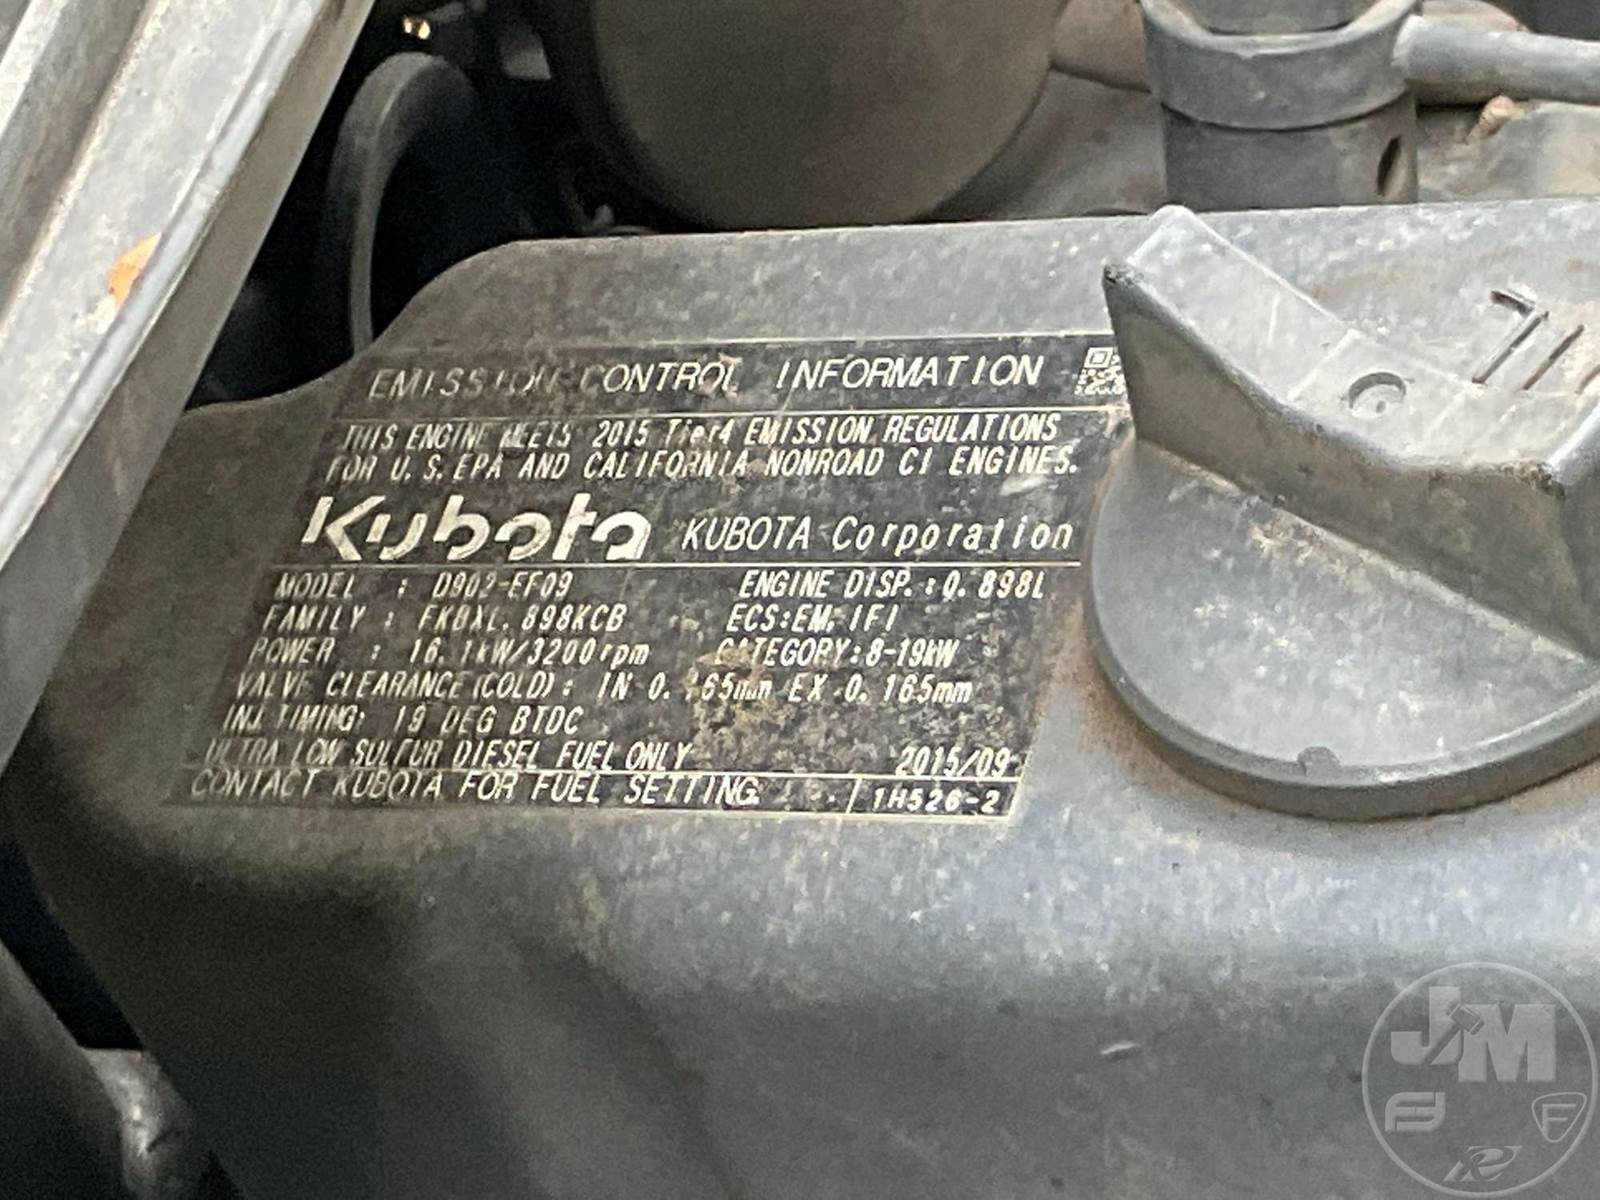 EMISSION CONTROL INFORMATION
THIS ENGINE MEETS 2015 Tier4 EMISSION REGULATIONS
FOR U.S. EPA AND CALIFORNIA NONROAD CI ENGINES.
Kubota KUBOTA Corporation
MODEL : D902-EF09 ENGINE DISP.: 0.898L
FAMILY : FKBXL.898KCB ECS:EM, IFI
POWER : 16.1kW/3200rpm CATEGORY:8-19kW
VALVE CLEARANCE(COLD): IN 0.165mm EX 0.165mm
INJ.TIMING: 19 DEG BTDC
ULTRA LOW SULFUR DIESEL FUEL ONLY 2015/09
CONTACT KUBOTA FOR FUEL SETTING. 1H526-2
JM
F